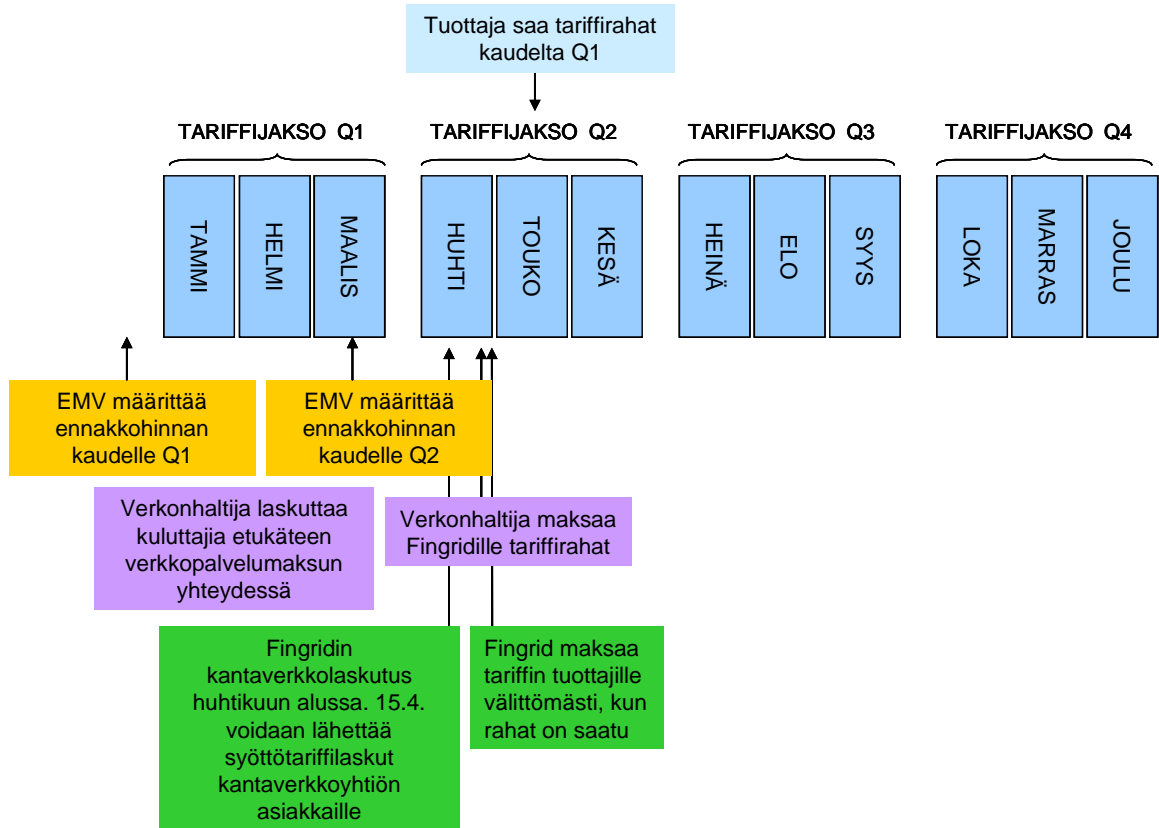 Tuottaja saa tariffirahat
kaudelta Q1
TARIFFIJAKSO Q1
TARIFFIJAKSO Q2
TARIFFIJAKSO Q3
TARIFFIJAKSO Q4
TAMMI
HELMI
MAALIS
HUHTI
TOUKO
KESÄ
HEINÄ
ELO
SYYS
LOKA
MARRAS
JOULU
EMV määrittää
ennakkohinnan
kaudelle Q1
EMV määrittää
ennakkohinnan
kaudelle Q2
Verkonhaltija laskuttaa
kuluttajia etukäteen
verkkopalvelumaksun
yhteydessä
Verkonhaltija maksaa
Fingridille tariffirahat
Fingridin
kantaverkkolaskutus
huhtikuun alussa. 15.4.
voidaan lähettää
syöttötariffilaskut
kantaverkkoyhtiön
asiakkaille
Fingrid maksaa
tariffin tuottajille
välittömästi, kun
rahat on saatu